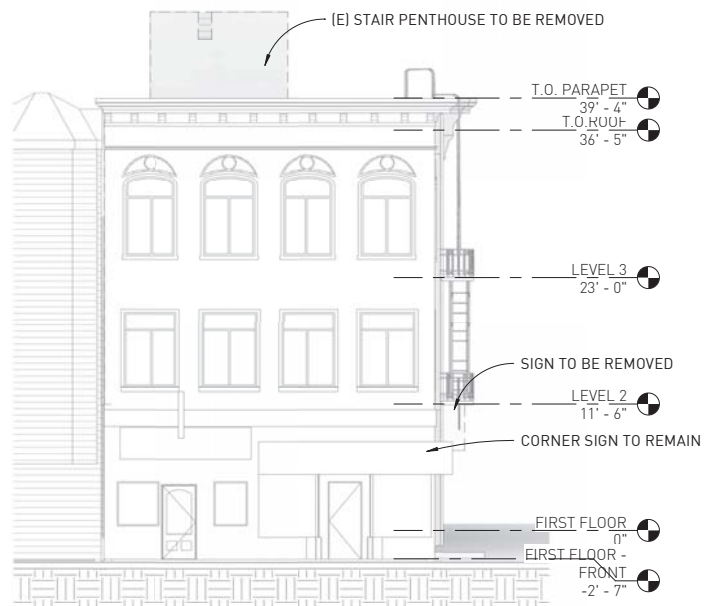 (E) STAIR PENTHOUSE TO BE REMOVED
T.O. PARAPET
39' - 4"
T.O.ROOF
36' - 5"
LEVEL 3
23' - 0"
SIGN TO BE REMOVED
LEVEL 2
11' - 6"
CORNER SIGN TO REMAIN
FIRST FLOOR
0"
FIRST FLOOR -
FRONT
-2' - 7"